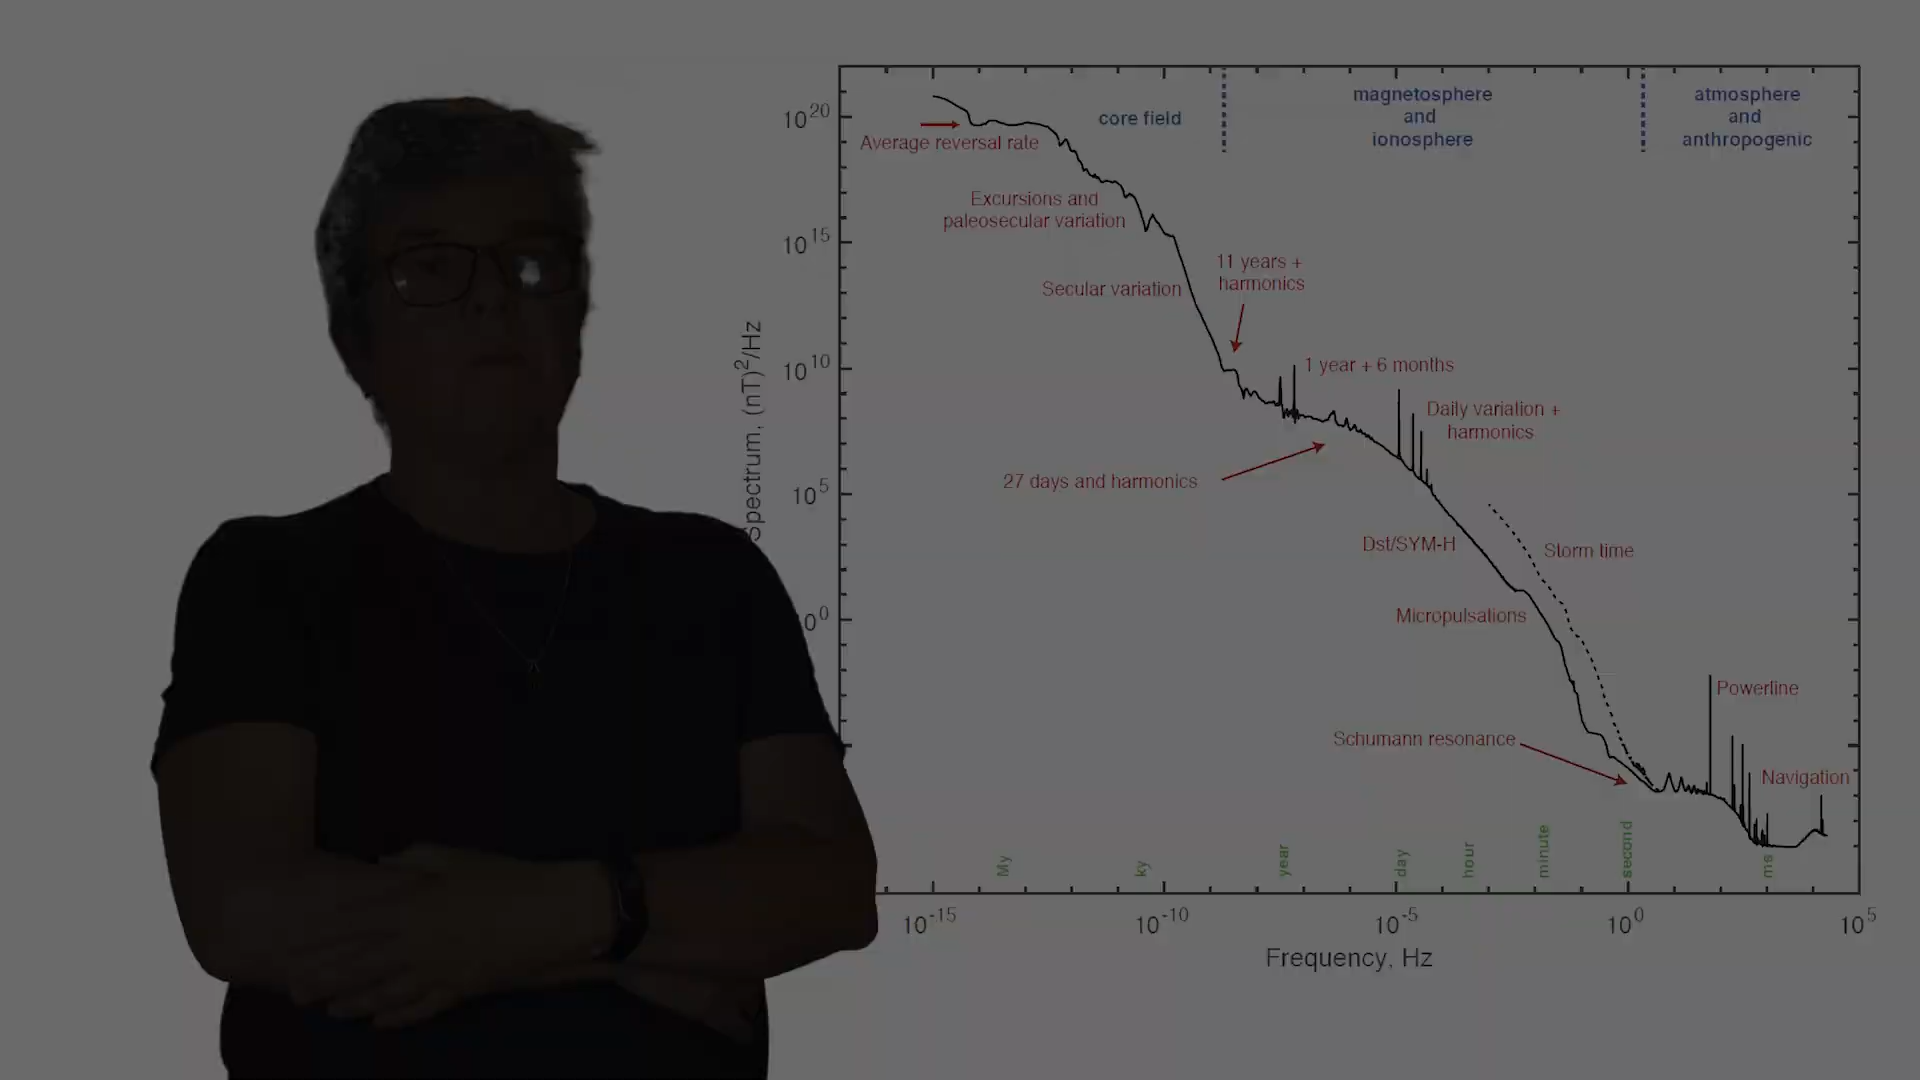 10^20
10^15
10^10
10^5
0^0
Spectrum, (nT)^2/Hz
core field
magnetosphere
and
ionosphere
atmosphere
and
anthropogenic
Average reversal rate
Excursions and
paleosecular variation
Secular variation
11 years +
harmonics
1 year + 6 months
Daily variation +
harmonics
27 days and harmonics
Dst/SYM-H
Storm time
Micropulsations
Powerline
Schumann resonance
Navigation
My
ky
year
day
hour
minute
second
ms
10^-15
10^-10
10^-5
10^0
10^5
Frequency, Hz